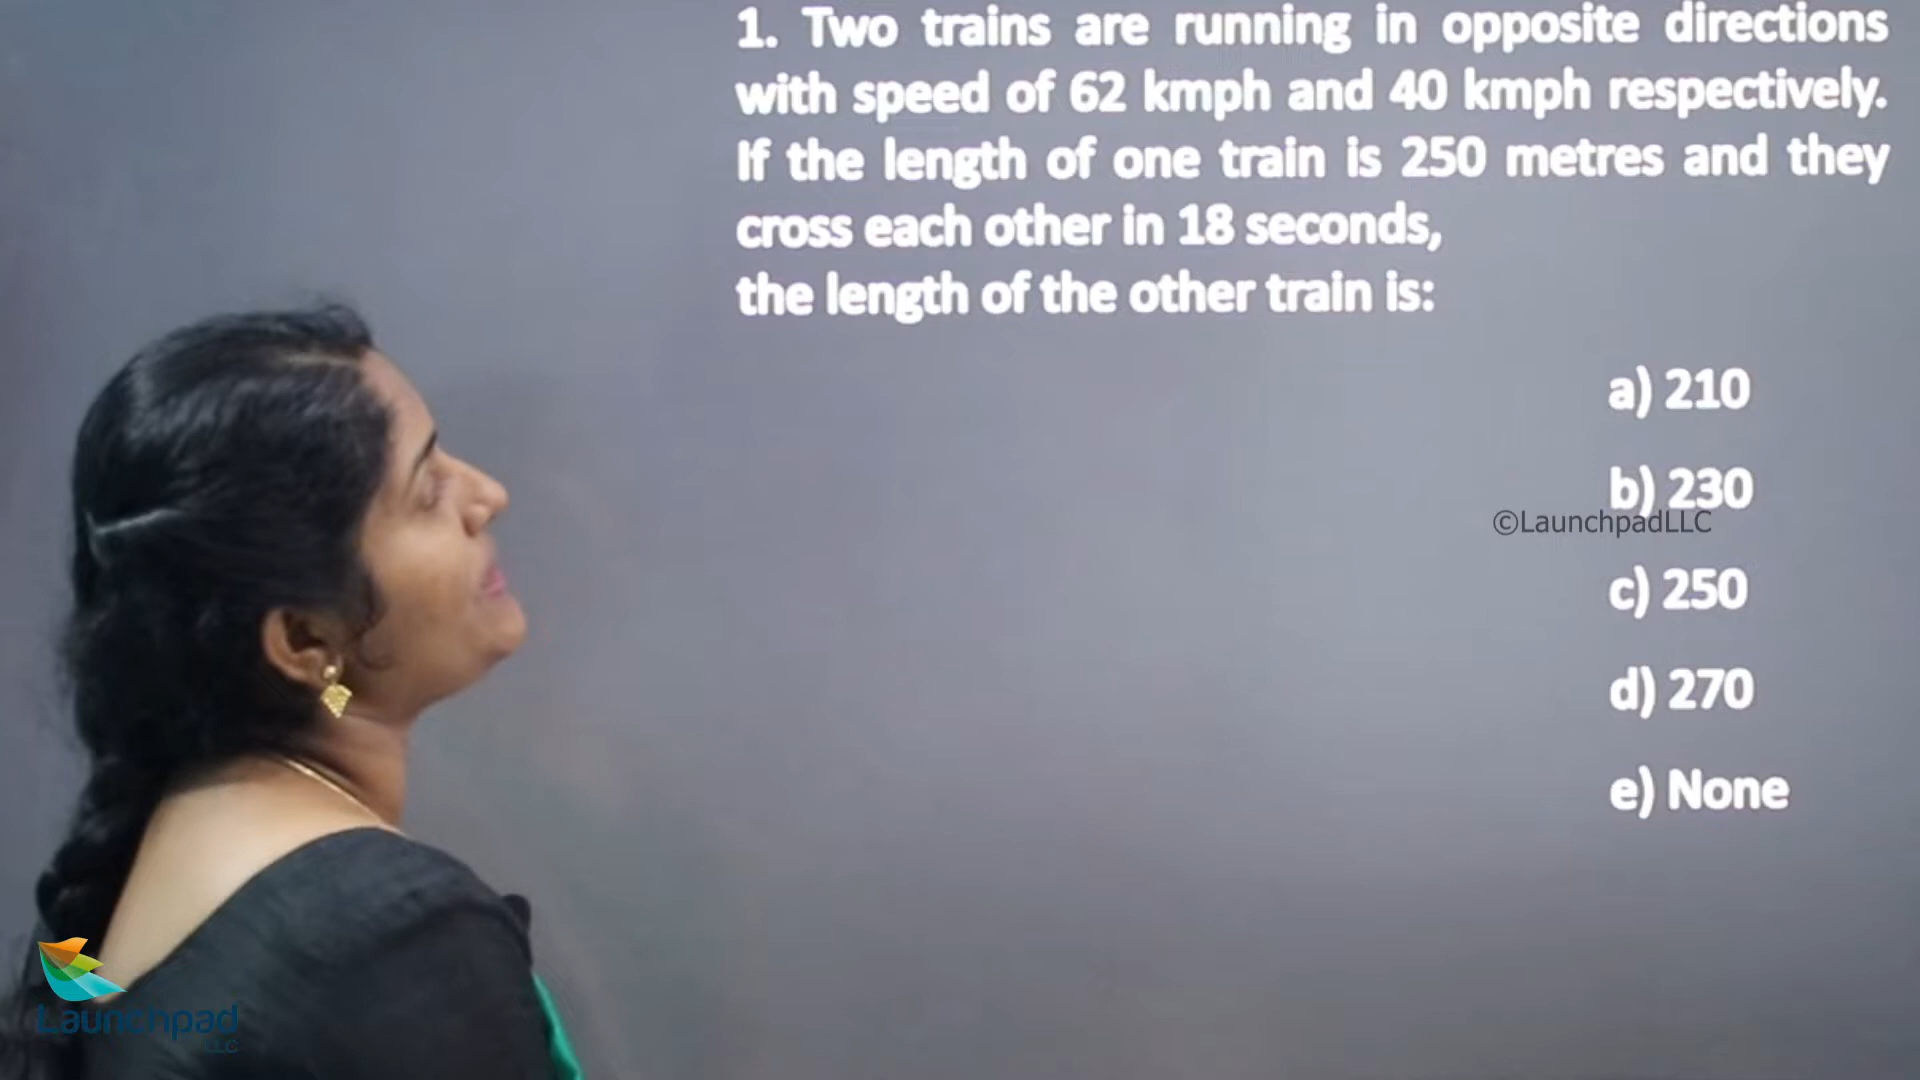 1. Two trains are running in opposite directions
with speed of 62 kmph and 40 kmph respectively.
If the length of one train is 250 metres and they
cross each other in 18 seconds,
the length of the other train is:
a) 210
b) 230
©LaunchpadLLC
c) 250
d) 270
e) None
Launchpad
LLC